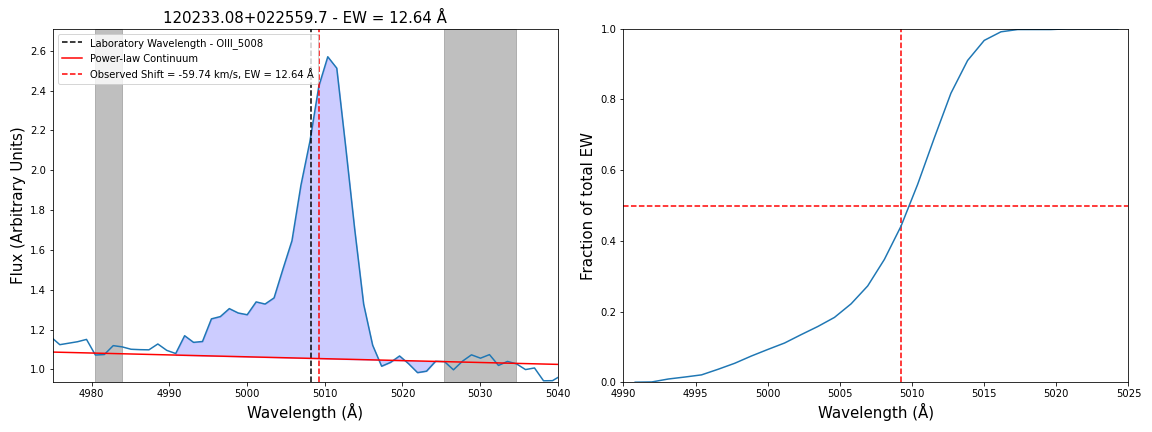 120233.08+022559.7 - EW = 12.64 Å
Laboratory Wavelength - OIII_5008
Power-law Continuum
Observed Shift = -59.74 km/s, EW = 12.64 Å
Flux (Arbitrary Units)
2.6
2.4
2.2
2.0
1.8
1.6
1.4
1.2
1.0
4980 4990 5000 5010 5020 5030 5040
Wavelength (Å)
Fraction of total EW
1.0
0.8
0.6
0.4
0.2
0.0
4990 4995 5000 5005 5010 5015 5020 5025
Wavelength (Å)